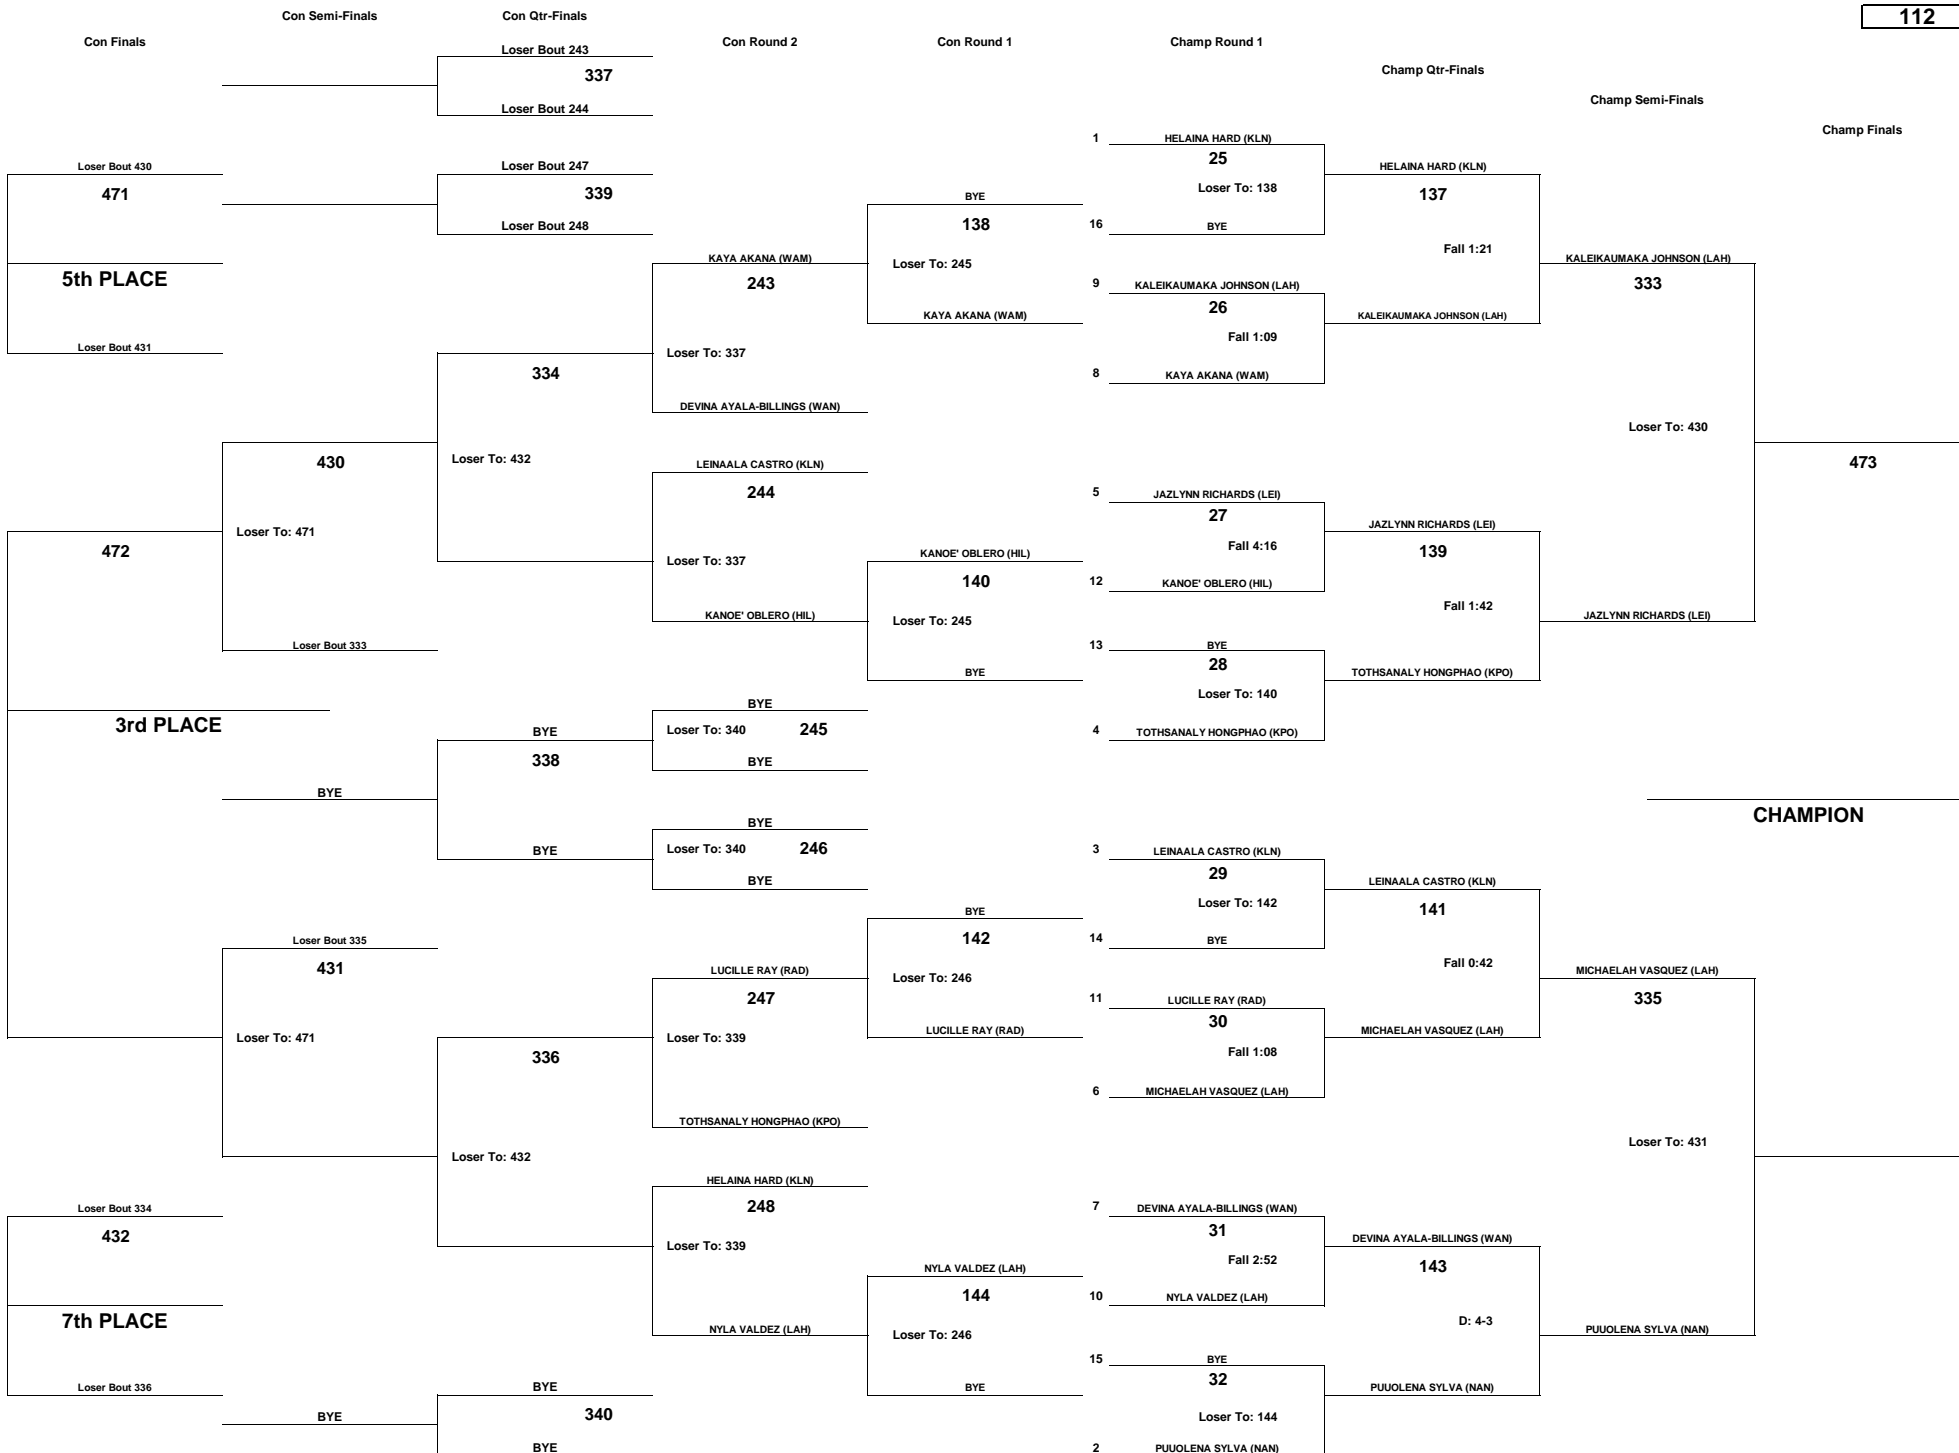 112
Con Semi-Finals
Con Qtr-Finals
Con Finals
Con Round 2
Con Round 1
Champ Round 1
Champ Qtr-Finals
Champ Semi-Finals
Champ Finals
Loser Bout 243
337
Loser Bout 244
Loser Bout 247
339
Loser Bout 248
Loser Bout 430
471
5th PLACE
Loser Bout 431
KAYA AKANA (WAM)
243
Loser To: 337
DEVINA AYALA-BILLINGS (WAN)
334
Loser To: 432
LEINAALA CASTRO (KLN)
244
Loser To: 337
KANOE' OBLERO (HIL)
430
Loser To: 471
Loser Bout 333
472
3rd PLACE
BYE
138
Loser To: 245
KAYA AKANA (WAM)
KANOE' OBLERO (HIL)
140
Loser To: 245
BYE
BYE
Loser To: 340 245
BYE
BYE
338
BYE
BYE
BYE
Loser To: 340 246
BYE
BYE
142
Loser To: 246
LUCILLE RAY (RAD)
Loser Bout 335
431
Loser To: 471
LUCILLE RAY (RAD)
247
Loser To: 339
TOTHSANALY HONGPHAO (KPO)
336
Loser To: 432
HELAINA HARD (KLN)
248
Loser To: 339
NYLA VALDEZ (LAH)
NYLA VALDEZ (LAH)
144
Loser To: 246
BYE
Loser Bout 334
432
7th PLACE
Loser Bout 336
BYE
BYE
340
BYE
1 HELAINA HARD (KLN)
25
Loser To: 138
16 BYE
9 KALEIKAUMAKA JOHNSON (LAH)
26
Fall 1:09
8 KAYA AKANA (WAM)
5 JAZLYNN RICHARDS (LEI)
27
Fall 4:16
12 KANOE' OBLERO (HIL)
13 BYE
28
Loser To: 140
4 TOTHSANALY HONGPHAO (KPO)
3 LEINAALA CASTRO (KLN)
29
Loser To: 142
14 BYE
11 LUCILLE RAY (RAD)
30
Fall 1:08
6 MICHAELAH VASQUEZ (LAH)
7 DEVINA AYALA-BILLINGS (WAN)
31
Fall 2:52
10 NYLA VALDEZ (LAH)
15 BYE
32
Loser To: 144
2 PUUOLENA SYLVA (NAN)
HELAINA HARD (KLN)
137
Fall 1:21
KALEIKAUMAKA JOHNSON (LAH)
JAZLYNN RICHARDS (LEI)
139
Fall 1:42
TOTHSANALY HONGPHAO (KPO)
LEINAALA CASTRO (KLN)
141
Fall 0:42
MICHAELAH VASQUEZ (LAH)
DEVINA AYALA-BILLINGS (WAN)
143
D: 4-3
PUUOLENA SYLVA (NAN)
KALEIKAUMAKA JOHNSON (LAH)
333
Loser To: 430
JAZLYNN RICHARDS (LEI)
MICHAELAH VASQUEZ (LAH)
335
Loser To: 431
PUUOLENA SYLVA (NAN)
473
CHAMPION